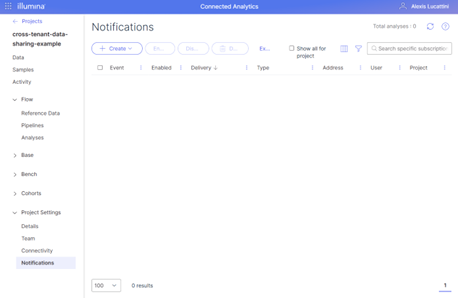 illumina
Connected Analytics
Alexis Lucattini
Projects
cross-tenant-data-
sharing-example
Data
Samples
Activity
Flow
Reference Data
Pipelines
Analyses
Base
Bench
Cohorts
Project Settings
Details
Team
Connectivity
Notifications
Notifications
Total analyses · 0
+ Create
En...
Dis...
D...
Ex...
Show all for
project
Search specific subscription
Event
Enabled
Delivery ↓
Type
Address
User
Project
100
0 results
1